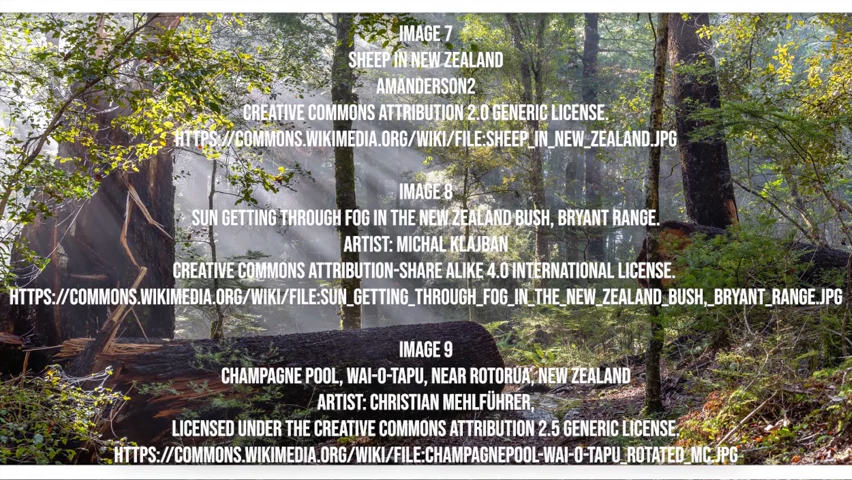 IMAGE 7
SHEEP IN NEW ZEALAND
AMANDERSON2
CREATIVE COMMONS ATTRIBUTION 2.0 GENERIC LICENSE.
HTTPS://COMMONS.WIKIMEDIA.ORG/WIKI/FILE:SHEEP_IN_NEW_ZEALAND.JPG
IMAGE 8
SUN GETTING THROUGH FOG IN THE NEW ZEALAND BUSH, BRYANT RANGE.
ARTIST: MICHAL KLAJBAN
CREATIVE COMMONS ATTRIBUTION-SHARE ALIKE 4.0 INTERNATIONAL LICENSE.
HTTPS://COMMONS.WIKIMEDIA.ORG/WIKI/FILE:SUN_GETTING_THROUGH_FOG_IN_THE_NEW_ZEALAND_BUSH,_BRYANT_RANGE.JPG
IMAGE 9
CHAMPAGNE POOL, WAI-O-TAPU, NEAR ROTORUA, NEW ZEALAND
ARTIST: CHRISTIAN MEHLFÜHRER,
LICENSED UNDER THE CREATIVE COMMONS ATTRIBUTION 2.5 GENERIC LICENSE.
HTTPS://COMMONS.WIKIMEDIA.ORG/WIKI/FILE:CHAMPAGNEPOOL-WAI-O-TAPU_ROTATED_MC.JPG